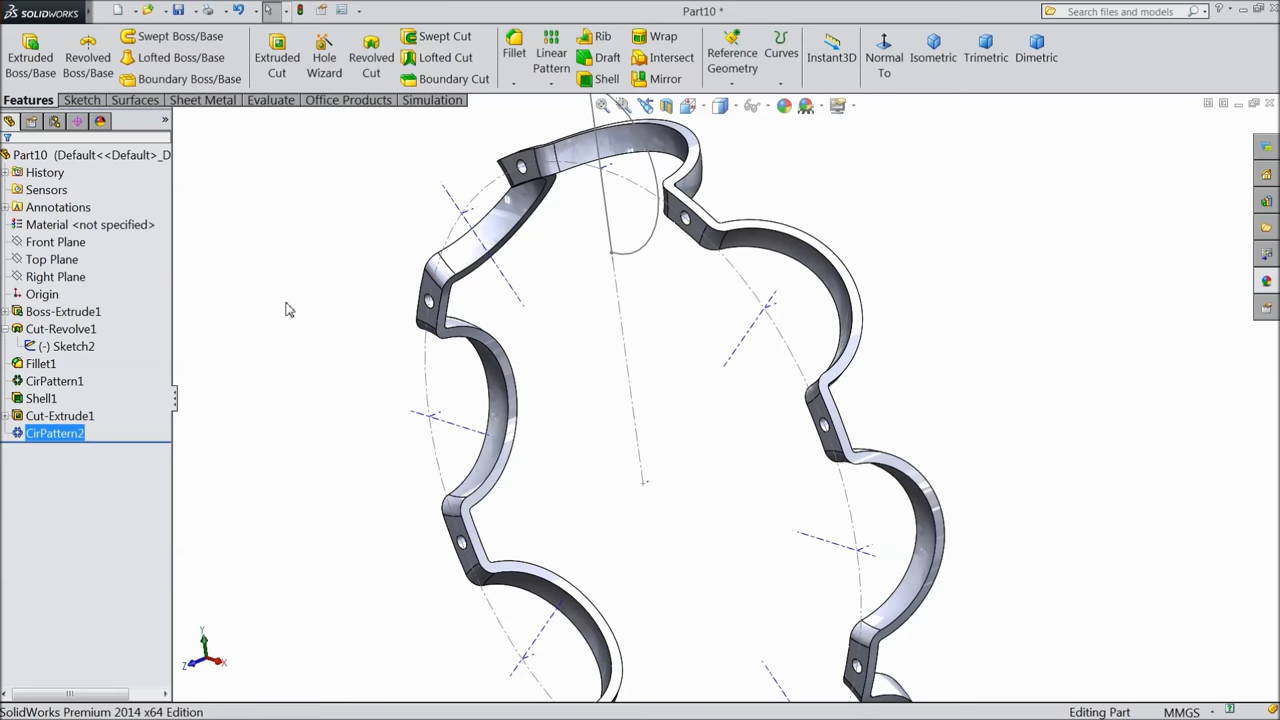 SOLIDWORKS
Part10 *
Search files and models
Extruded Boss/Base
Revolved Boss/Base
Swept Boss/Base
Lofted Boss/Base
Boundary Boss/Base
Extruded Cut
Hole Wizard
Revolved Cut
Swept Cut
Lofted Cut
Boundary Cut
Fillet
Linear Pattern
Rib
Draft
Shell
Wrap
Intersect
Mirror
Reference Geometry
Curves
Instant3D
Normal To
Isometric
Trimetric
Dimetric
Features
Sketch
Surfaces
Sheet Metal
Evaluate
Office Products
Simulation
Part10 (Default<<Default>_D
History
Sensors
Annotations
Material <not specified>
Front Plane
Top Plane
Right Plane
Origin
Boss-Extrude1
Cut-Revolve1
(-) Sketch2
Fillet1
CirPattern1
Shell1
Cut-Extrude1
CirPattern2
Y
Z
X
SolidWorks Premium 2014 x64 Edition
Editing Part
MMGS